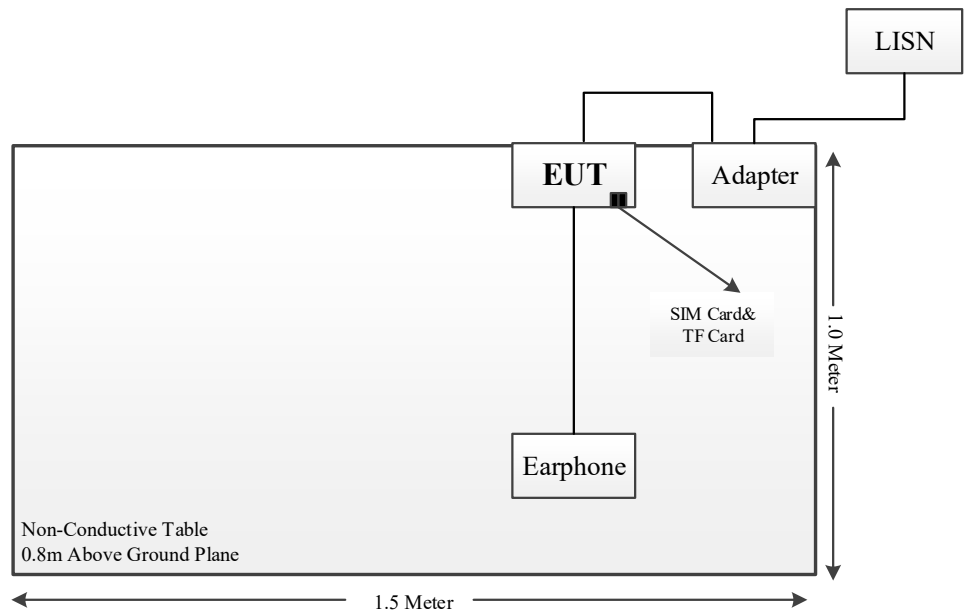 LISN
EUT
Adapter
SIM Card&
TF Card
1.0 Meter
Earphone
Non-Conductive Table
0.8m Above Ground Plane
1.5 Meter